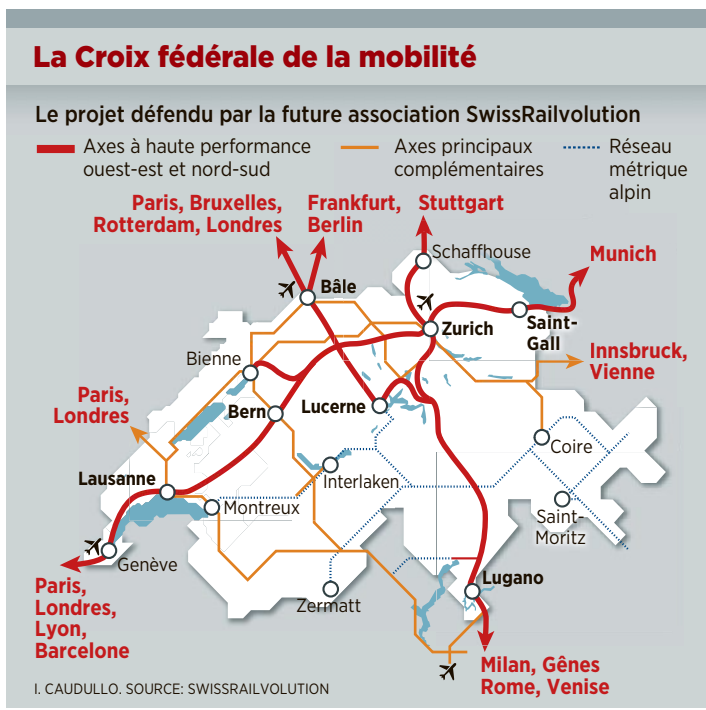 La Croix fédérale de la mobilité
Le projet défendu par la future association SwissRailvolution
Axes à haute performance
ouest-est et nord-sud
Axes principaux
complémentaires
Réseau
métrique
alpin
Paris, Bruxelles,
Rotterdam, Londres
Frankfurt,
Berlin
Stuttgart
Schaffhouse
Munich
Bâle
Zurich
Saint-
Gall
Bienne
Innsbruck,
Vienne
Paris,
Londres
Bern
Lucerne
Coire
Lausanne
Interlaken
Montreux
Saint-
Moritz
Genève
Zermatt
Lugano
Paris,
Londres,
Lyon,
Barcelone
Milan, Gênes
Rome, Venise
I. CAUDULLO. SOURCE: SWISSRAILVOLUTION